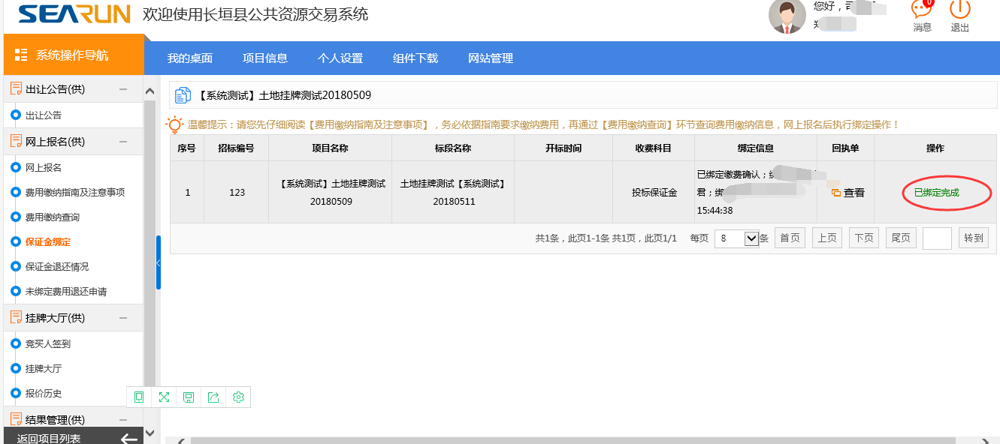 SEARUN 欢迎使用长垣县公共资源交易系统
您好，
0
消息 退出
系统操作导航 我的桌面 项目信息 个人设置 组件下载 网站管理
出让公告(供)
出让公告
网上报名(供)
网上报名
费用缴纳指南及注意事项
费用缴纳查询
保证金绑定
保证金退还情况
未绑定费用退还申请
挂牌大厅(供)
竞买人签到
挂牌大厅
报价历史
结果管理(供)
返回项目列表
【系统测试】土地挂牌测试20180509
温馨提示：请您先仔细阅读【费用缴纳指南及注意事项】，务必依据指南要求缴纳费用，再通过【费用缴纳查询】环节查询费用缴纳信息，网上报名后执行绑定操作！
序号 招标编号 项目名称 标段名称 开标时间 收费科目 绑定信息 回执单 操作
1 123 【系统测试】土地挂牌测试 20180509 土地挂牌测试【系统测试】 20180511 投标保证金 已绑定缴费确认； 君； 15:44:38 查看 已绑定完成
共1条，此页1-1条 共1页，此页1/1 每页 8 条 首页 上页 下页 尾页 转到